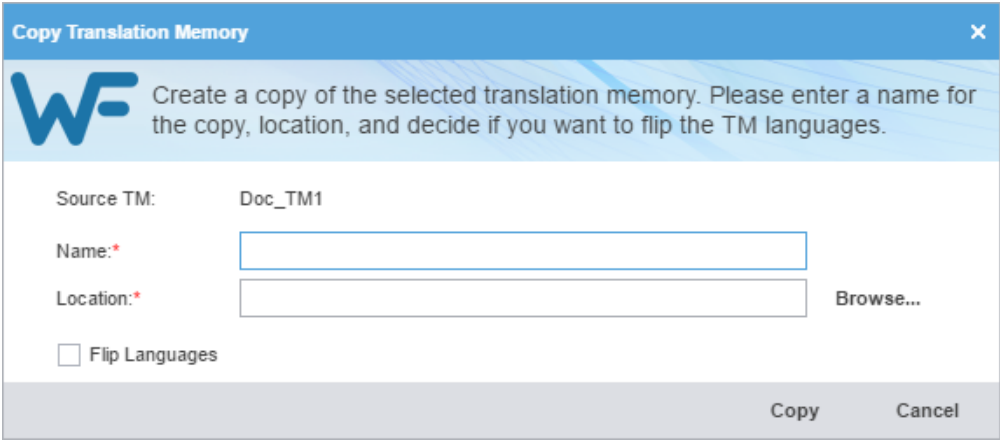 Copy Translation Memory
WF
Create a copy of the selected translation memory. Please enter a name for
the copy, location, and decide if you want to flip the TM languages.
Source TM: Doc_TM1
Name:*
Location:* Browse...
Flip Languages
Copy Cancel